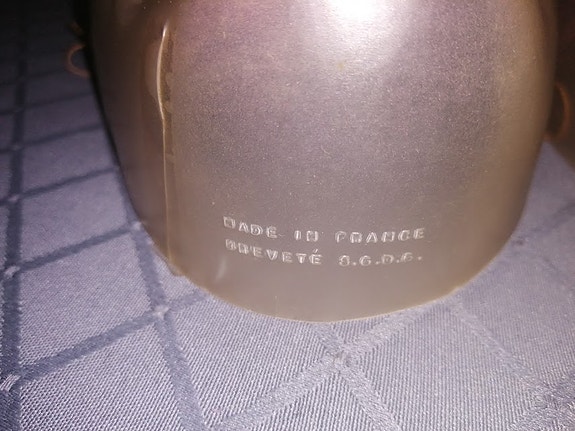 MADE IN FRANCE
BREVETÉ S.G.D.G.